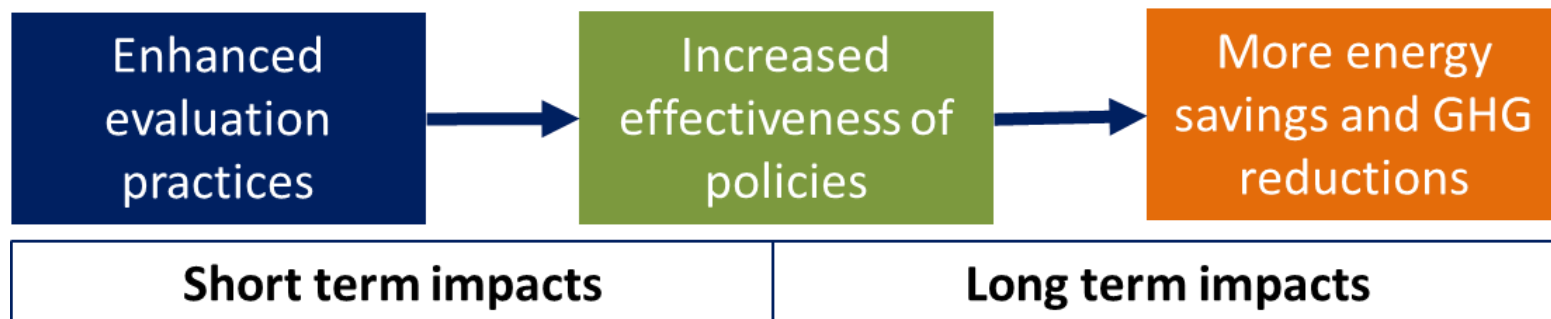 Enhanced
evaluation
practices
Increased
effectiveness of
policies
More energy
savings and GHG
reductions
Short term impacts
Long term impacts